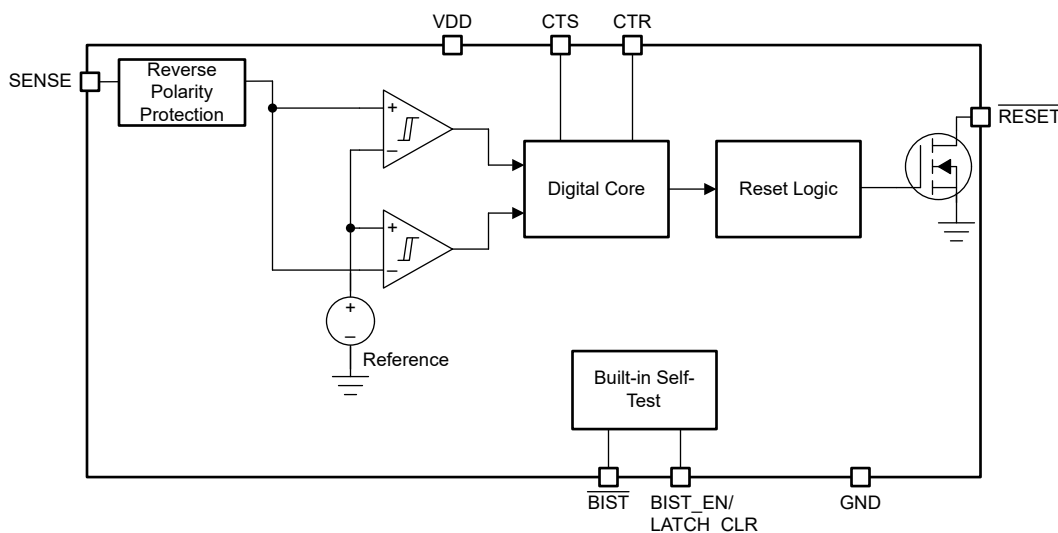 VDD
CTS
CTR
SENSE
Reverse
Polarity
Protection
RESET
+
−
Digital Core
Reset Logic
+
−
+
−
Reference
Built-in Self-
Test
BIST
BIST_EN/
LATCH_CLR
GND